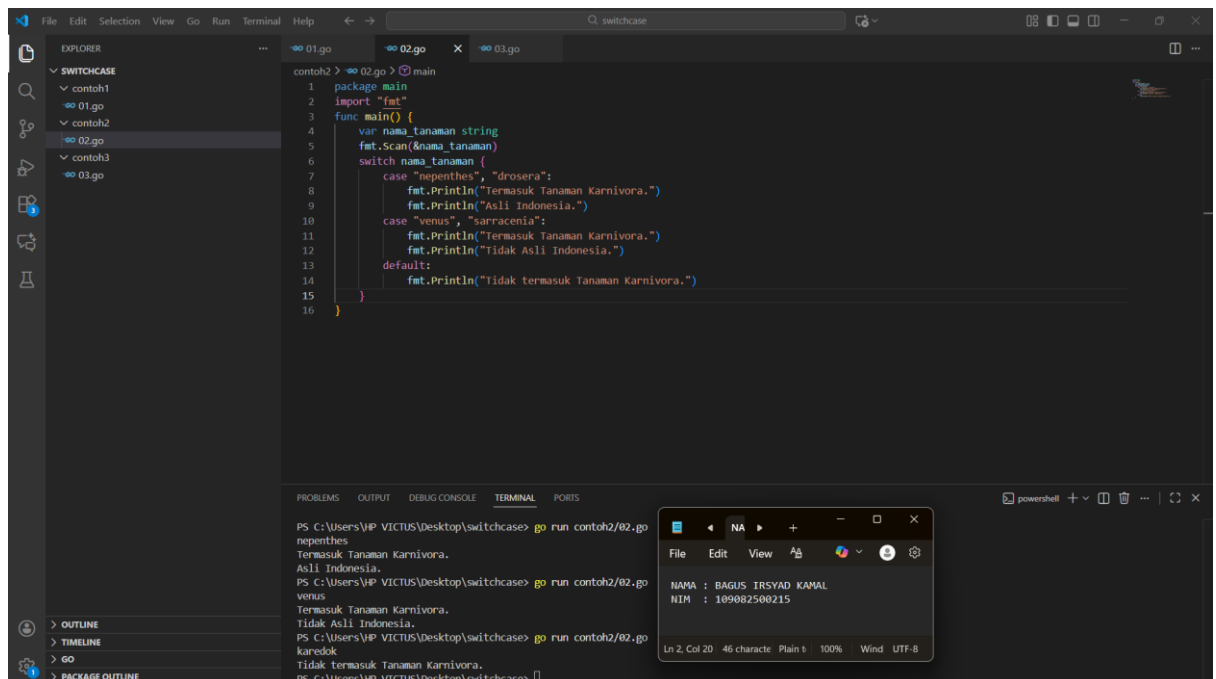 File Edit Selection View Go Run Terminal Help
switchcase
EXPLORER
SWITCHCASE
contoh1
01.go
contoh2
02.go
contoh3
03.go
01.go 02.go 03.go
contoh2 > 02.go > main
1 package main
2 import "fmt"
3 func main() {
4 var nama_tanaman string
5 fmt.Scan(&nama_tanaman)
6 switch nama_tanaman {
7 case "nepenthes", "drosera":
8 fmt.Println("Termasuk Tanaman Karnivora.")
9 fmt.Println("Asli Indonesia.")
10 case "venus", "sarracenia":
11 fmt.Println("Termasuk Tanaman Karnivora.")
12 fmt.Println("Tidak Asli Indonesia.")
13 default:
14 fmt.Println("Tidak termasuk Tanaman Karnivora.")
15 }
16 }
PROBLEMS OUTPUT DEBUG CONSOLE TERMINAL PORTS
powershell
PS C:\Users\HP VICTUS\Desktop\switchcase> go run contoh2/02.go
nepenthes
Termasuk Tanaman Karnivora.
Asli Indonesia.
PS C:\Users\HP VICTUS\Desktop\switchcase> go run contoh2/02.go
venus
Termasuk Tanaman Karnivora.
Tidak Asli Indonesia.
PS C:\Users\HP VICTUS\Desktop\switchcase> go run contoh2/02.go
karedok
Tidak termasuk Tanaman Karnivora.
PS C:\Users\HP VICTUS\Desktop\switchcase>
NA
File Edit View
NAMA : BAGUS IRSYAD KAMAL
NIM : 109082500215
Ln 2, Col 20 46 characte Plain t 100% Wind UTF-8
OUTLINE
TIMELINE
GO
PACKAGE OUTLINE
3
1